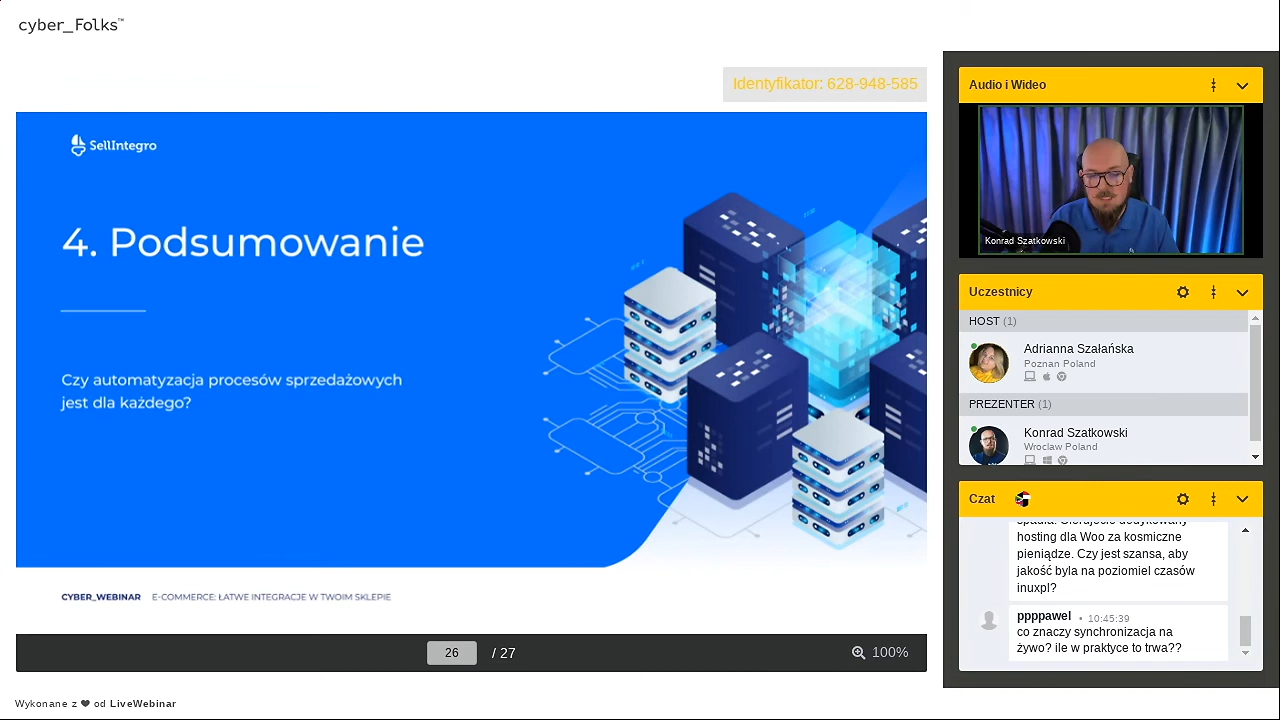 cyber_Folks™
Identyfikator: 628-948-585
SellIntegro
4. Podsumowanie
Czy automatyzacja procesów sprzedażowych
jest dla każdego?
CYBER_WEBINAR E-COMMERCE: ŁATWE INTEGRACJE W TWOIM SKLEPIE
26 / 27
100%
Wykonane z ❤ od LiveWebinar
Audio i Wideo
Konrad Szatkowski
Uczestnicy
HOST (1)
Adrianna Szałańska
Poznan Poland
PREZENTER (1)
Konrad Szatkowski
Wroclaw Poland
Czat
hosting dla Woo za kosmiczne
pieniądze. Czy jest szansa, aby
jakość byla na poziomiel czasów
inuxpl?
ppppawel • 10:45:39
co znaczy synchronizacja na
żywo? ile w praktyce to trwa??